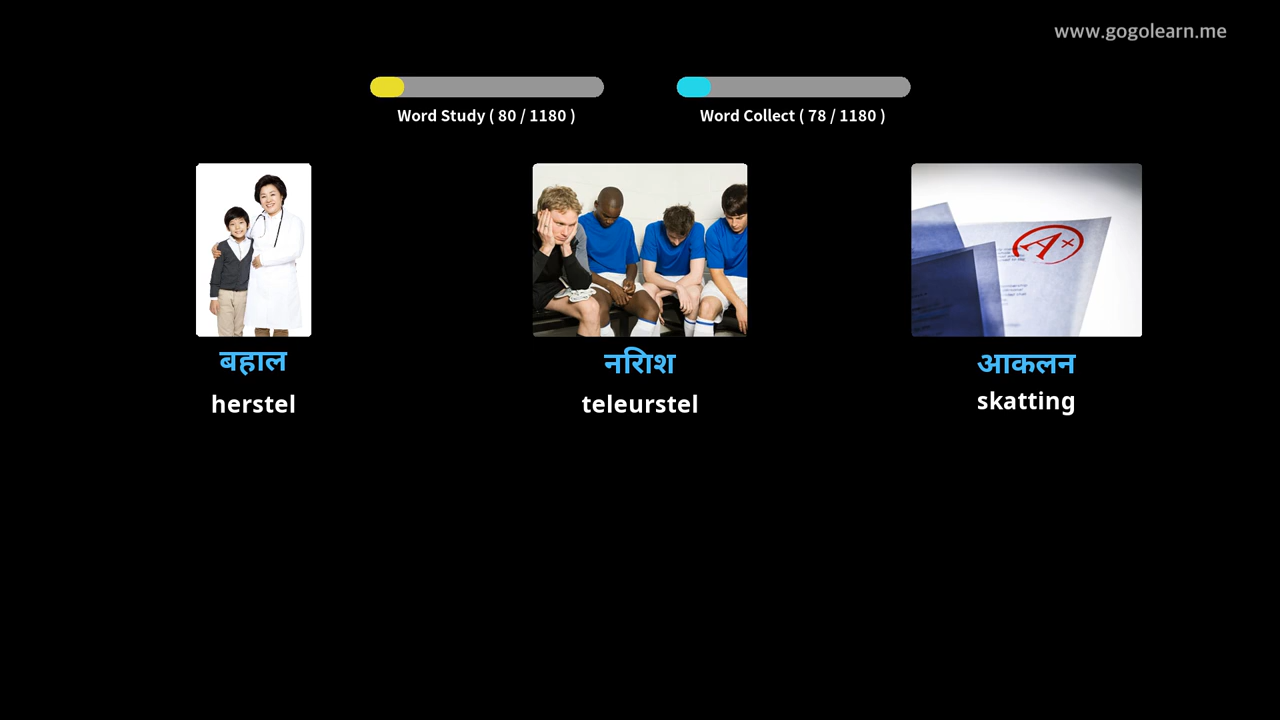 www.gogolearn.me
Word Study ( 80 / 1180 )
Word Collect ( 78 / 1180 )
A+
बहाल
नरिाश
आकलन
herstel
teleurstel
skatting